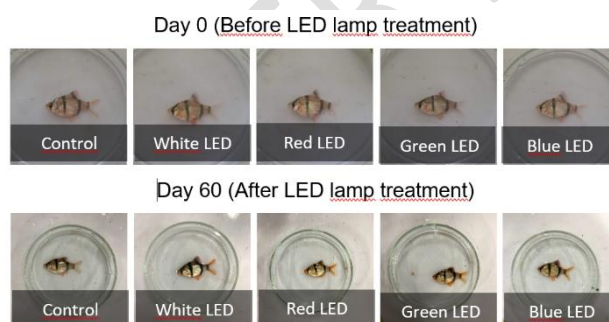 Day 0 (Before LED lamp treatment)
Control
White LED
Red LED
Green LED
Blue LED
Day 60 (After LED lamp treatment)
Control
White LED
Red LED
Green LED
Blue LED